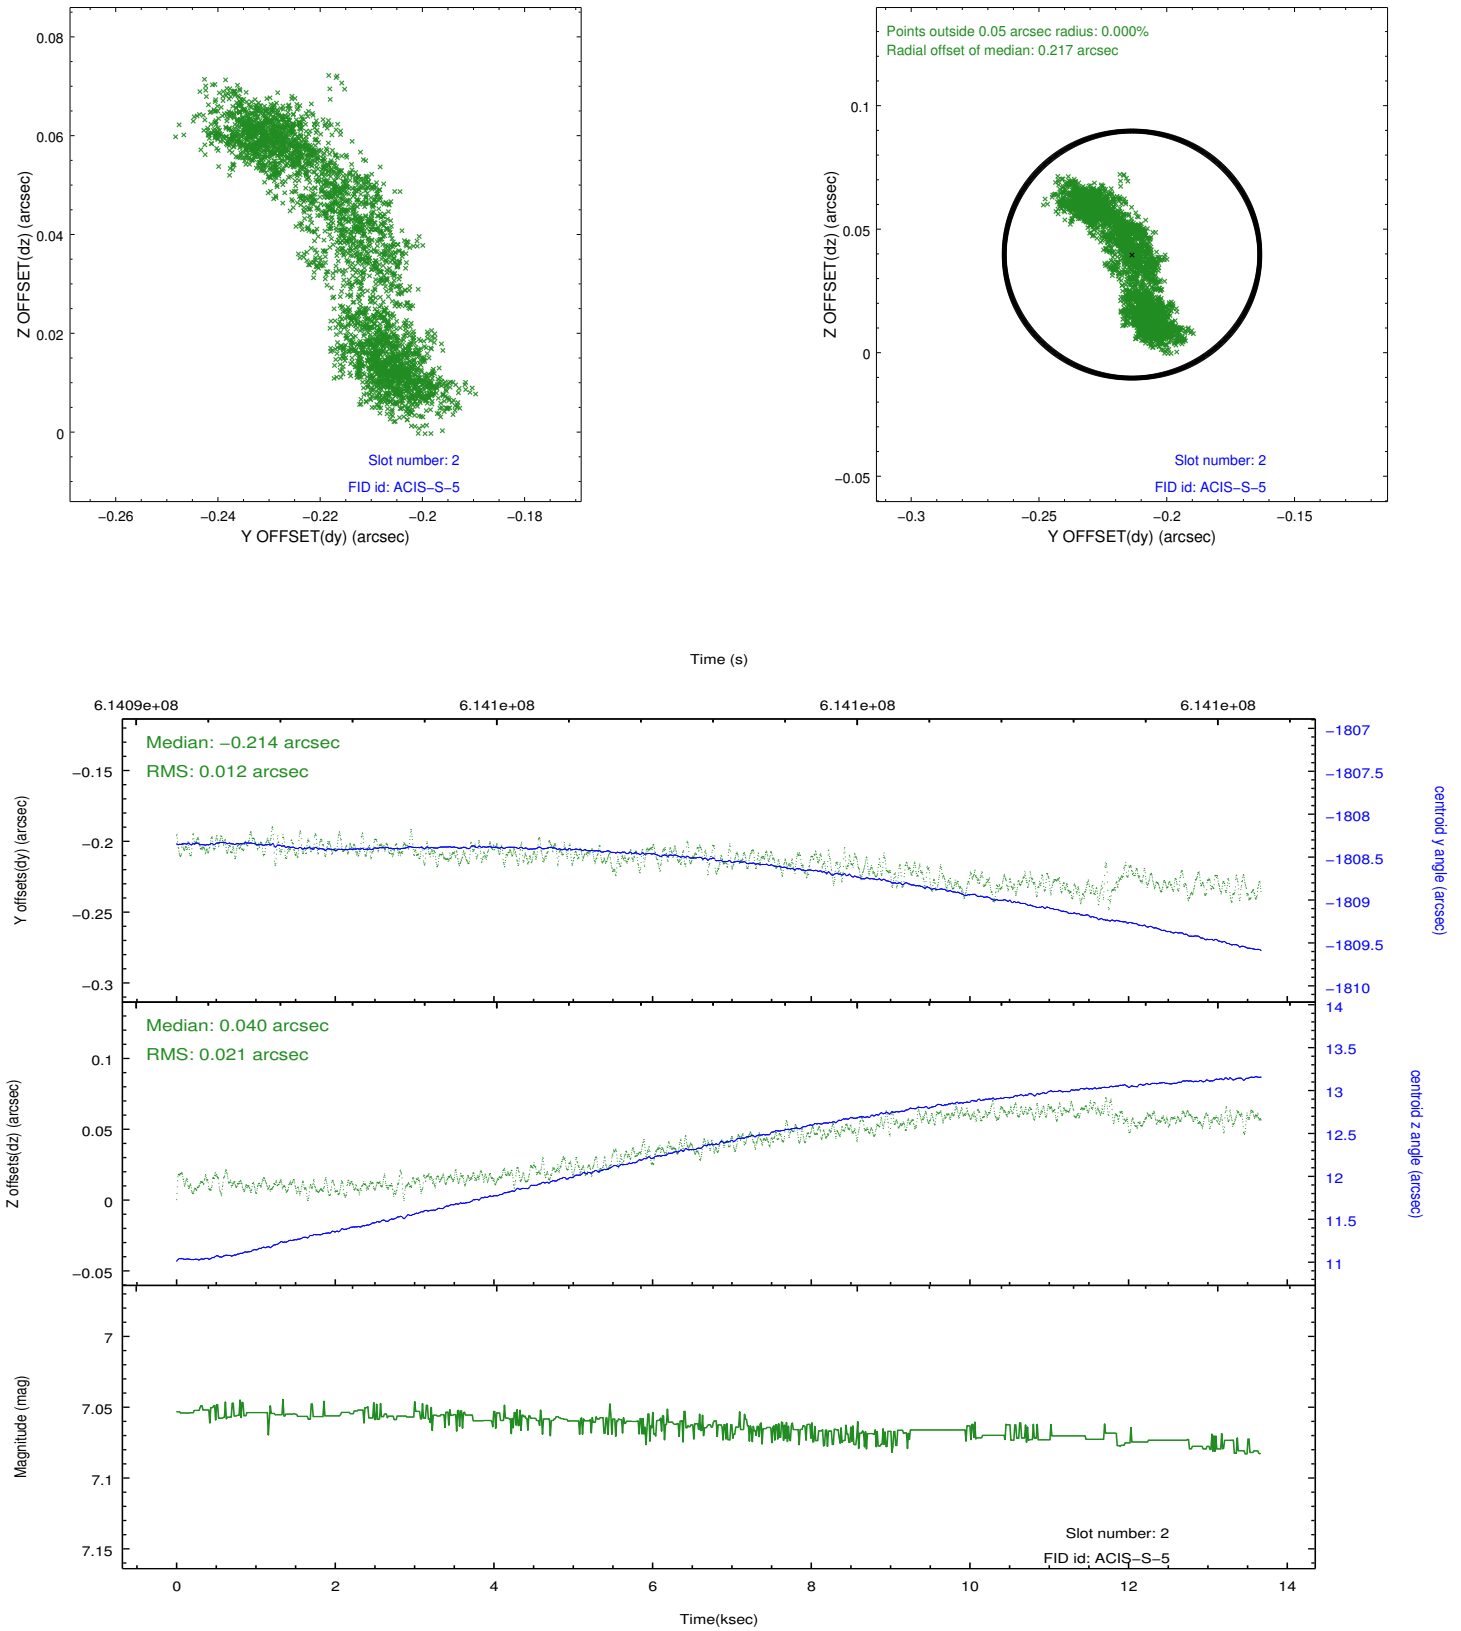 0.08
0.06
0.04
0.02
0
Z OFFSET(dz) (arcsec)
Slot number: 2
FID id: ACIS−S−5
−0.26 −0.24 −0.22 −0.2 −0.18
Y OFFSET(dy) (arcsec)
Points outside 0.05 arcsec radius: 0.000%
Radial offset of median: 0.217 arcsec
0.1
0.05
0
−0.05
Z OFFSET(dz) (arcsec)
Slot number: 2
FID id: ACIS−S−5
−0.3 −0.25 −0.2 −0.15
Y OFFSET(dy) (arcsec)
Time (s)
6.1409e+08 6.141e+08 6.141e+08 6.141e+08
Median: −0.214 arcsec
RMS: 0.012 arcsec
−0.15
−0.2
−0.25
−0.3
Y offsets(dy) (arcsec)
−1807
−1807.5
−1808
−1808.5
−1809
−1809.5
−1810
centroid y angle (arcsec)
Median: 0.040 arcsec
RMS: 0.021 arcsec
0.1
0.05
0
−0.05
Z offsets(dz) (arcsec)
14
13.5
13
12.5
12
11.5
11
centroid z angle (arcsec)
7
7.05
7.1
7.15
Magnitude (mag)
Slot number: 2
FID id: ACIS−S−5
0 2 4 6 8 10 12 14
Time(ksec)